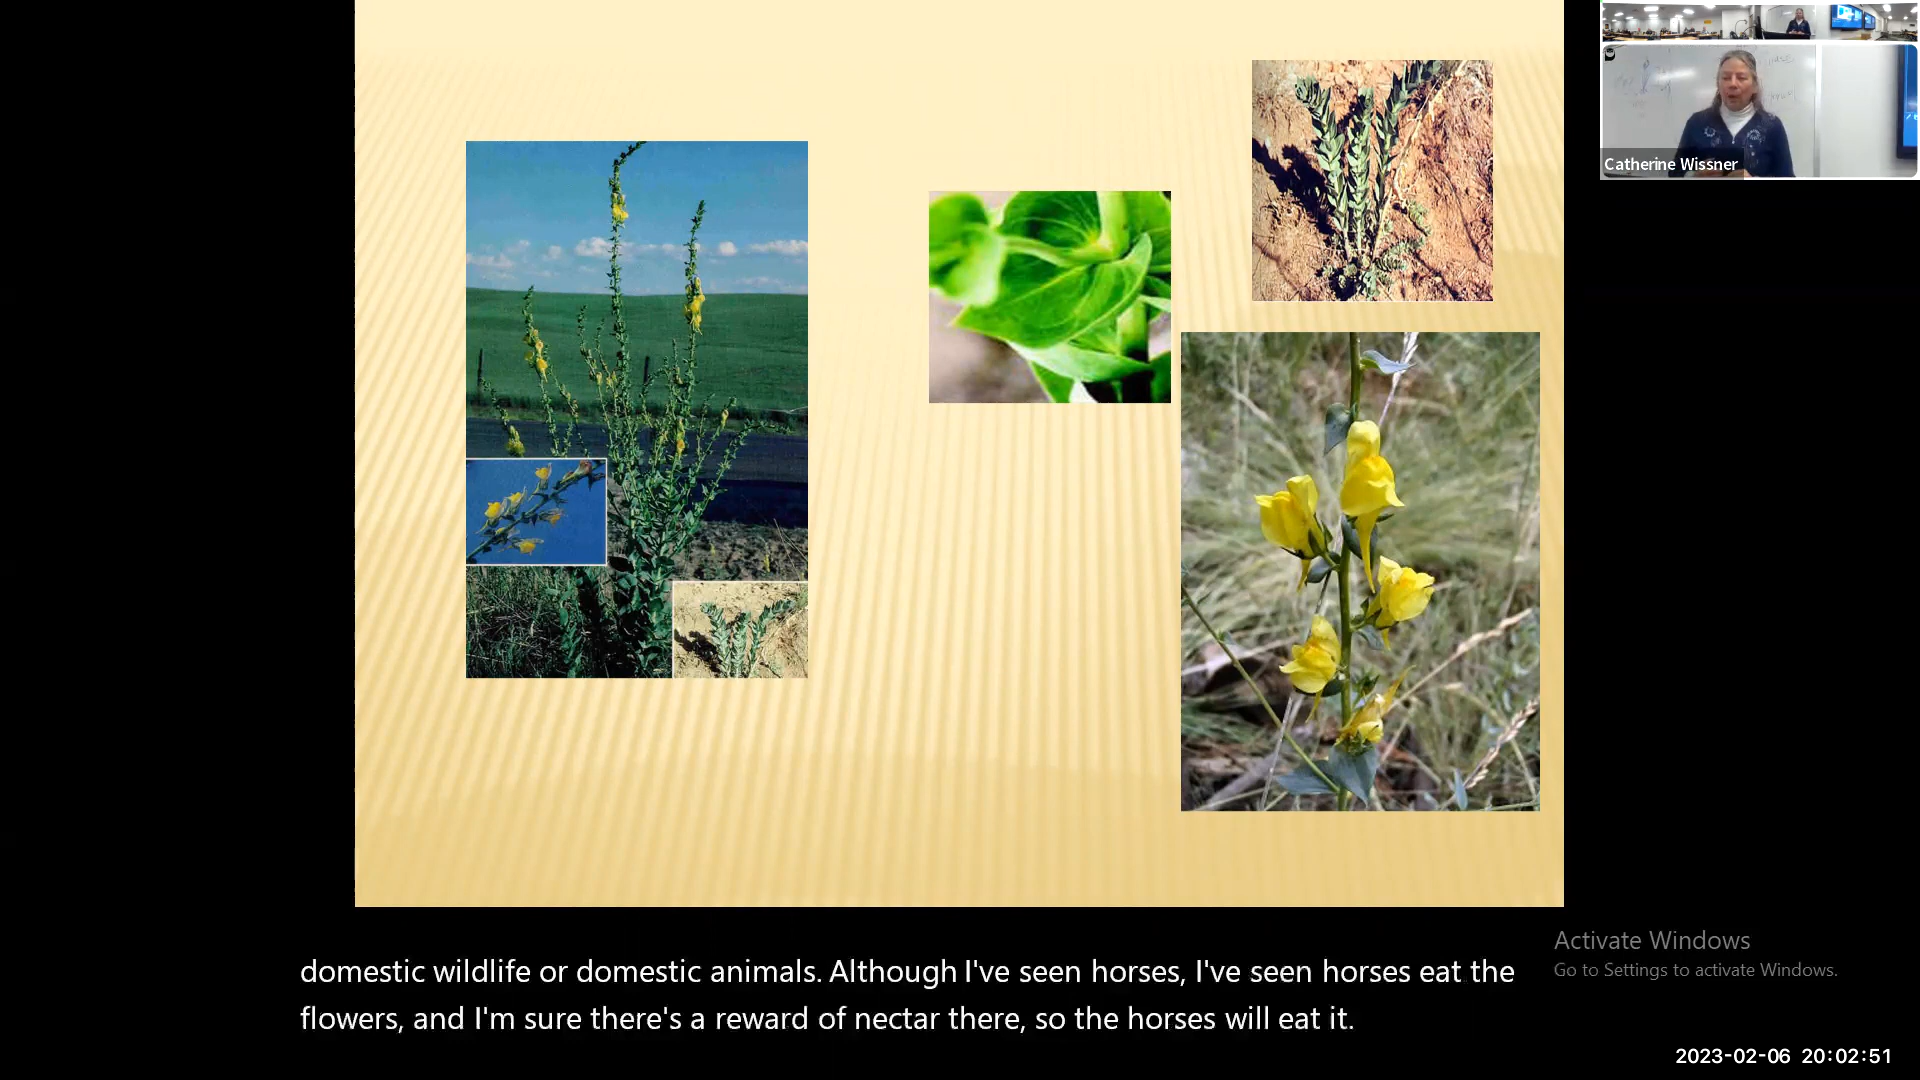 Catherine Wissner
Activate Windows
Go to Settings to activate Windows.
domestic wildlife or domestic animals. Although I've seen horses, I've seen horses eat the
flowers, and I'm sure there's a reward of nectar there, so the horses will eat it.
2023-02-06 20:02:51